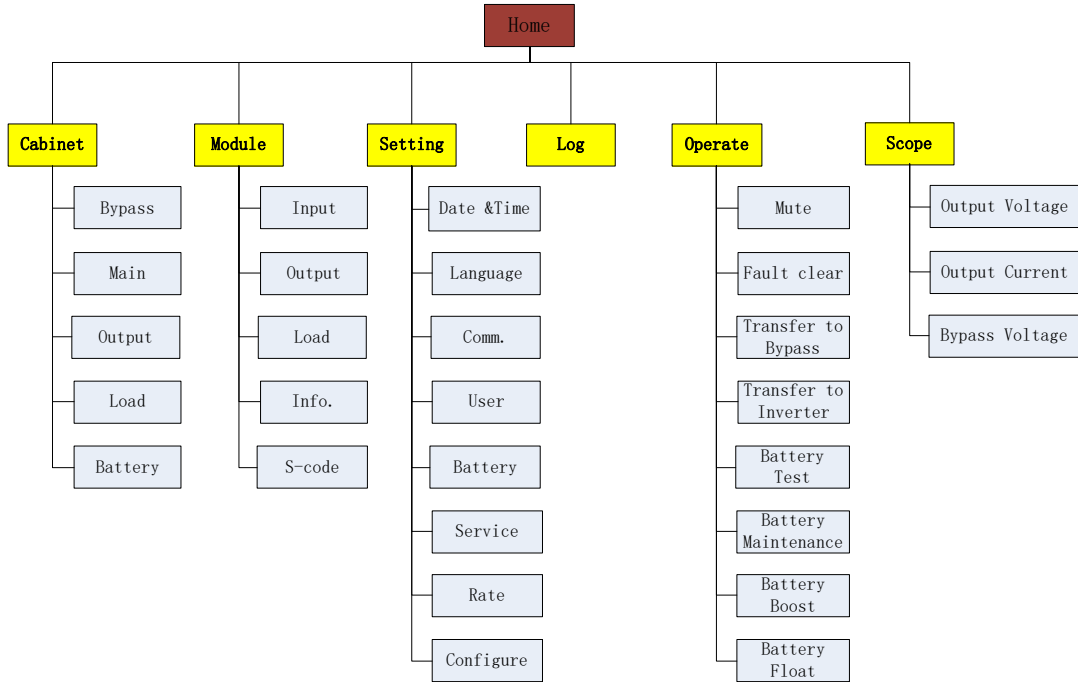 Home
Cabinet
Bypass
Main
Output
Load
Battery
Module
Input
Output
Load
Info.
S-code
Setting
Date &Time
Language
Comm.
User
Battery
Service
Rate
Configure
Log
Operate
Mute
Fault clear
Transfer to
Bypass
Transfer to
Inverter
Battery
Test
Battery
Maintenance
Battery
Boost
Battery
Float
Scope
Output Voltage
Output Current
Bypass Voltage